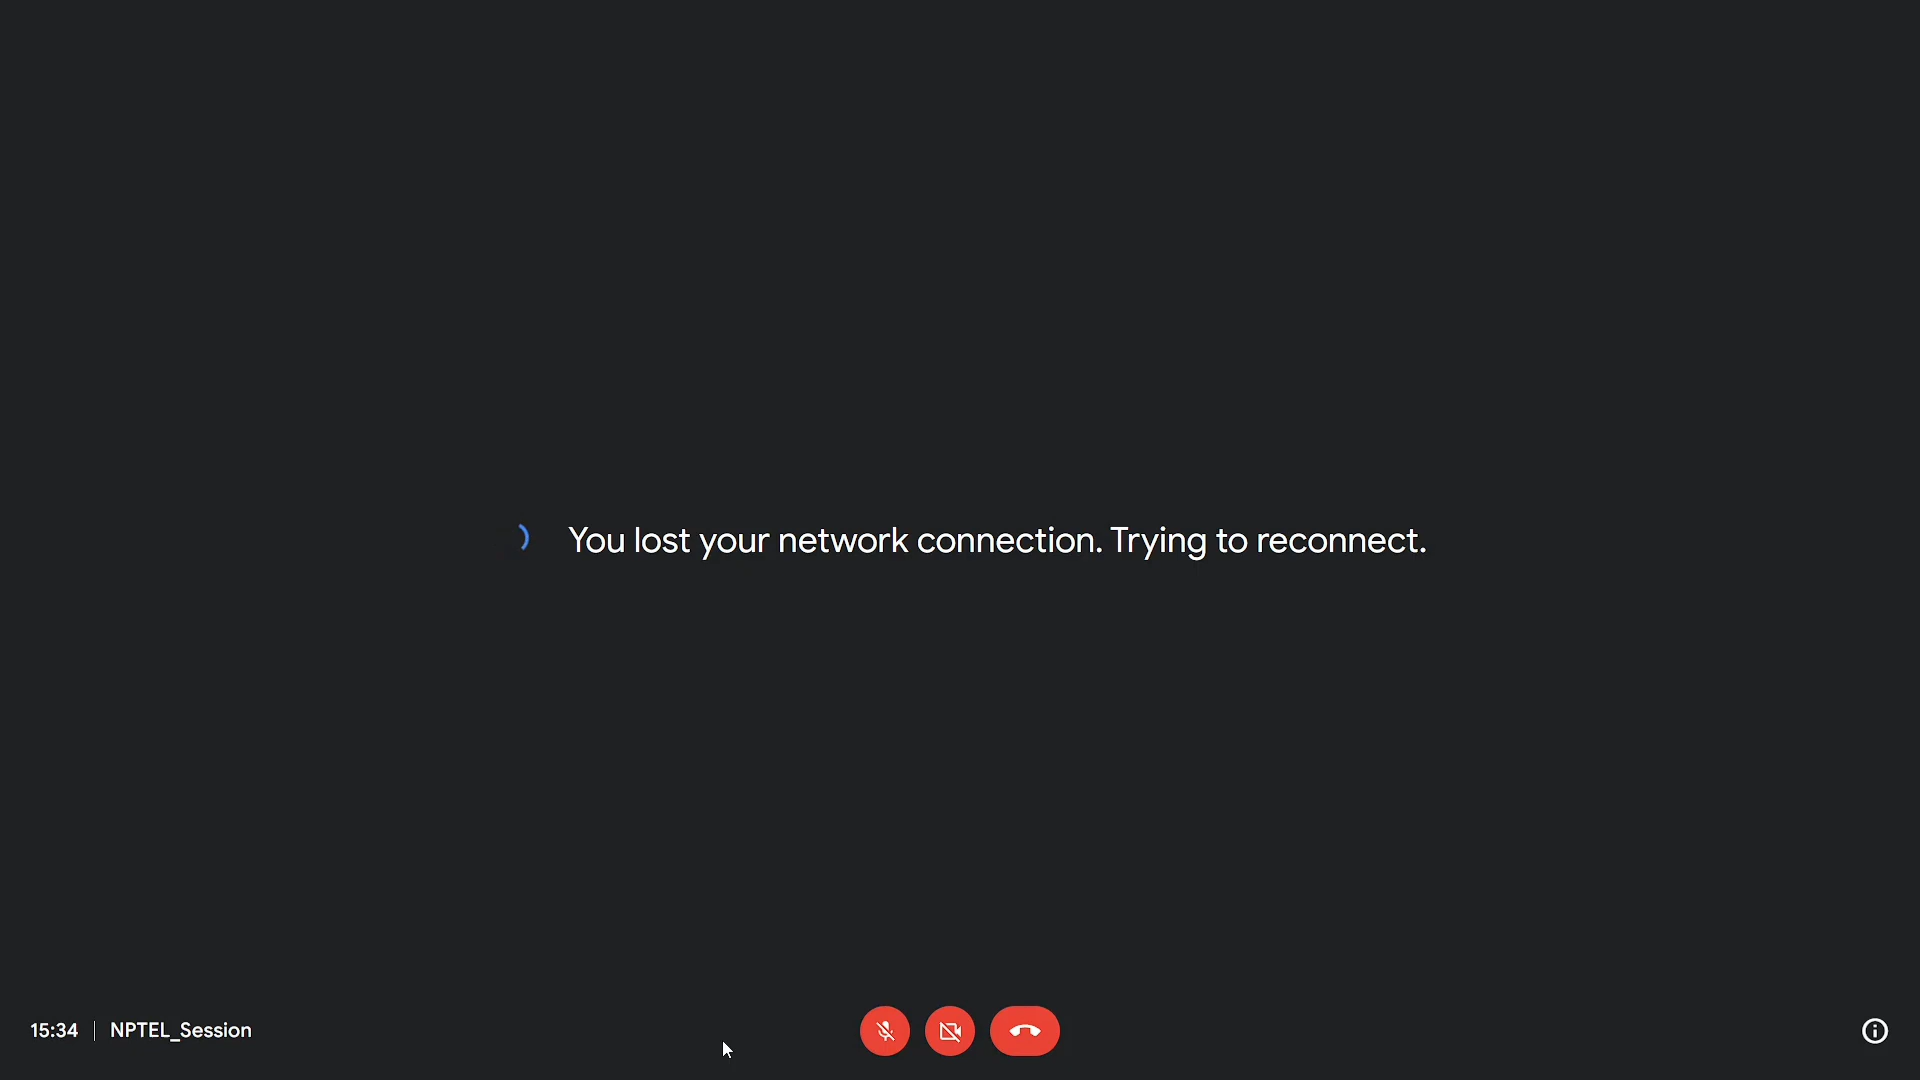 You lost your network connection. Trying to reconnect.
15:34 | NPTEL_Session